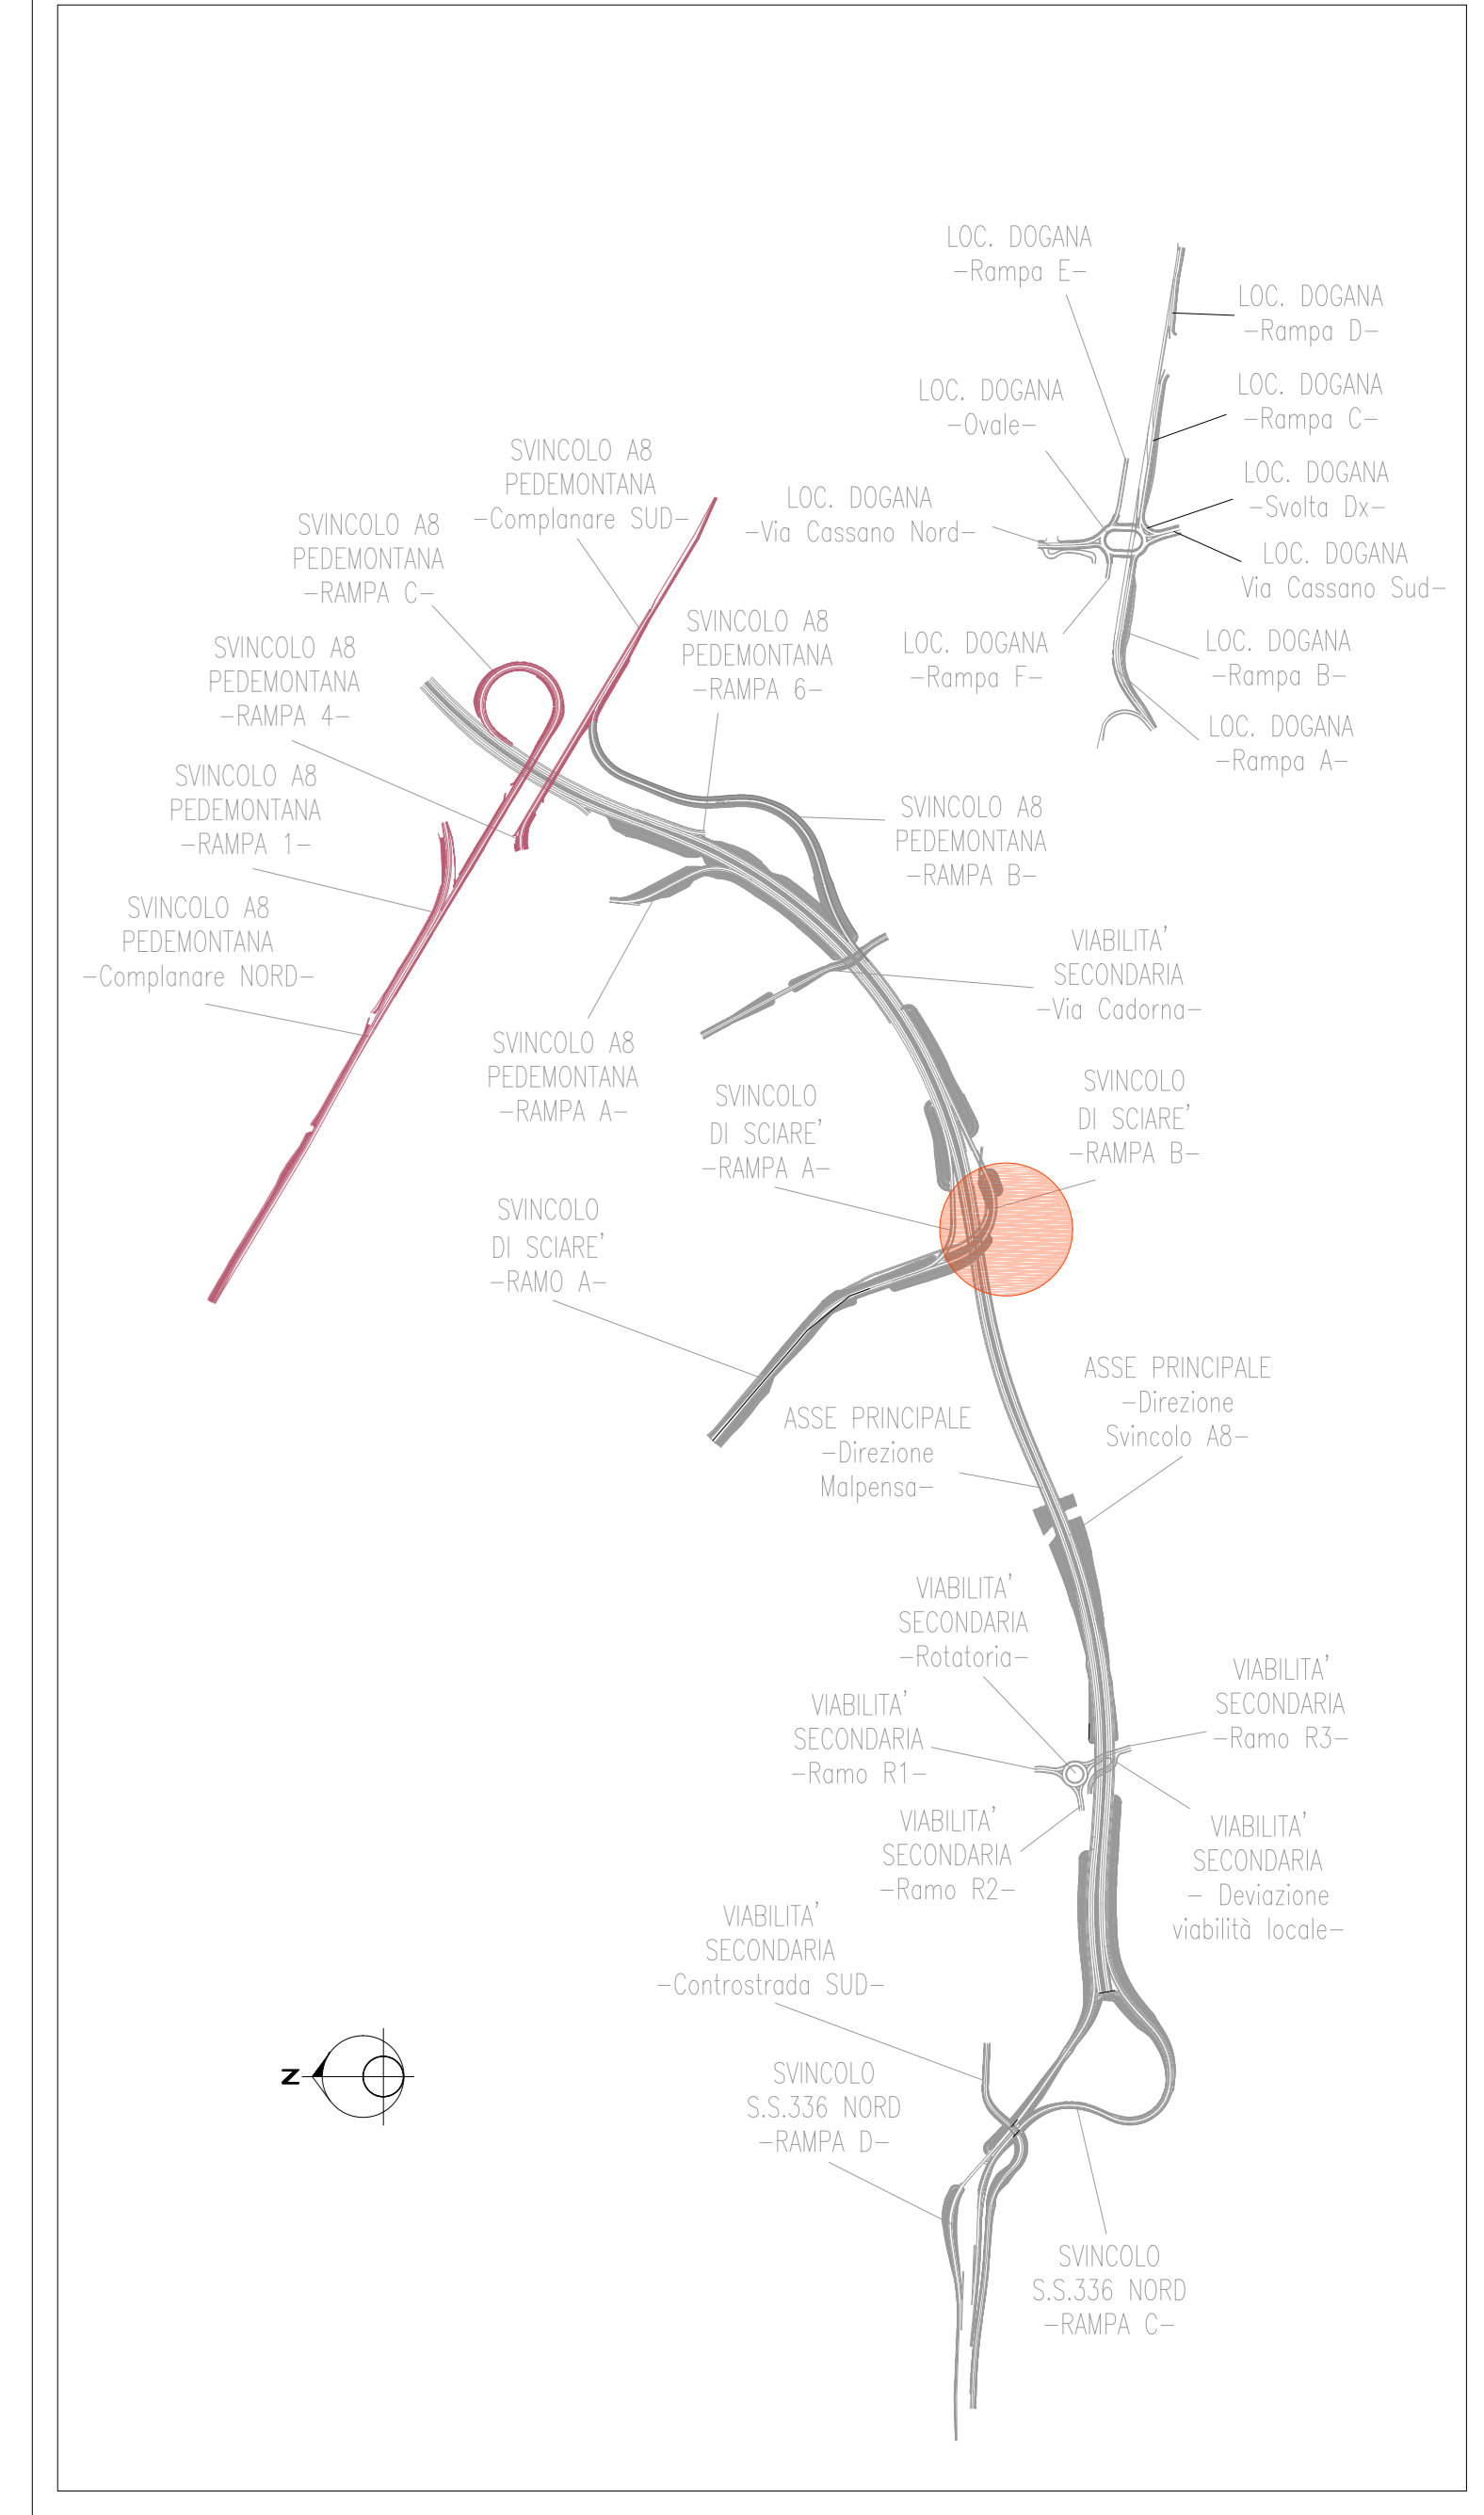 LOC. DOGANA
-Rampa E-
LOC. DOGANA
-Rampa D-
LOC. DOGANA
-Ovale-
LOC. DOGANA
-Rampa C-
SVINCOLO A8
PEDEMONTANA
-Complanare SUD-
LOC. DOGANA
-Via Cassano Nord-
LOC. DOGANA
-Svolta Dx-
SVINCOLO A8
PEDEMONTANA
-RAMPA C-
LOC. DOGANA
Via Cassano Sud-
SVINCOLO A8
PEDEMONTANA
-RAMPA 6-
SVINCOLO A8
PEDEMONTANA
-RAMPA 4-
LOC. DOGANA
-Rampa F-
LOC. DOGANA
-Rampa B-
LOC. DOGANA
-Rampa A-
SVINCOLO A8
PEDEMONTANA
-RAMPA 1-
SVINCOLO A8
PEDEMONTANA
-RAMPA B-
SVINCOLO A8
PEDEMONTANA
-Complanare NORD-
VIABILITA'
SECONDARIA
-Via Cadorna-
SVINCOLO A8
PEDEMONTANA
-RAMPA A-
SVINCOLO
DI SCIARE'
-RAMPA A-
SVINCOLO
DI SCIARE'
-RAMPA B-
SVINCOLO
DI SCIARE'
-RAMO A-
ASSE PRINCIPALE
-Direzione
Svincolo A8-
ASSE PRINCIPALE
-Direzione
Malpensa-
VIABILITA'
SECONDARIA
-Rotatoria-
VIABILITA'
SECONDARIA
-Ramo R3-
VIABILITA'
SECONDARIA
-Ramo R1-
VIABILITA'
SECONDARIA
-Ramo R2-
VIABILITA'
SECONDARIA
- Deviazione
viabilità locale-
VIABILITA'
SECONDARIA
-Controstrada SUD-
N
SVINCOLO
S.S.336 NORD
-RAMPA D-
SVINCOLO
S.S.336 NORD
-RAMPA C-